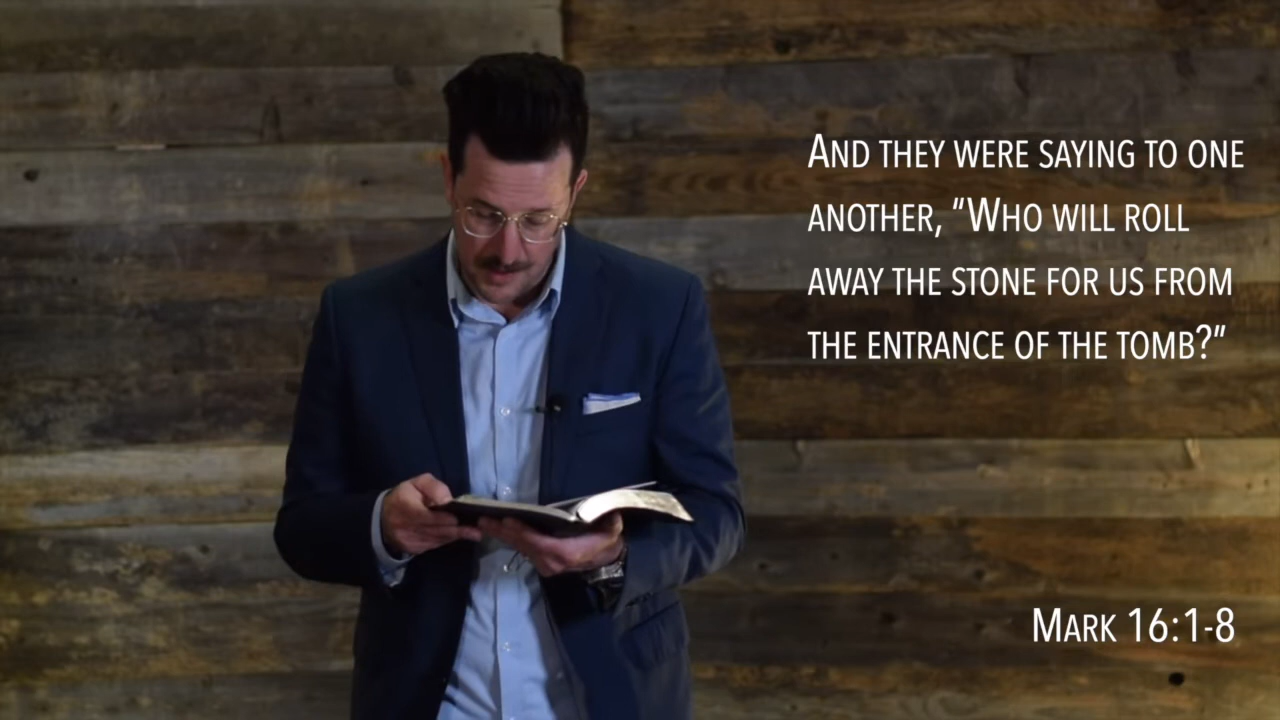 And they were saying to one
another, "Who will roll
away the stone for us from
the entrance of the tomb?"
Mark 16:1-8